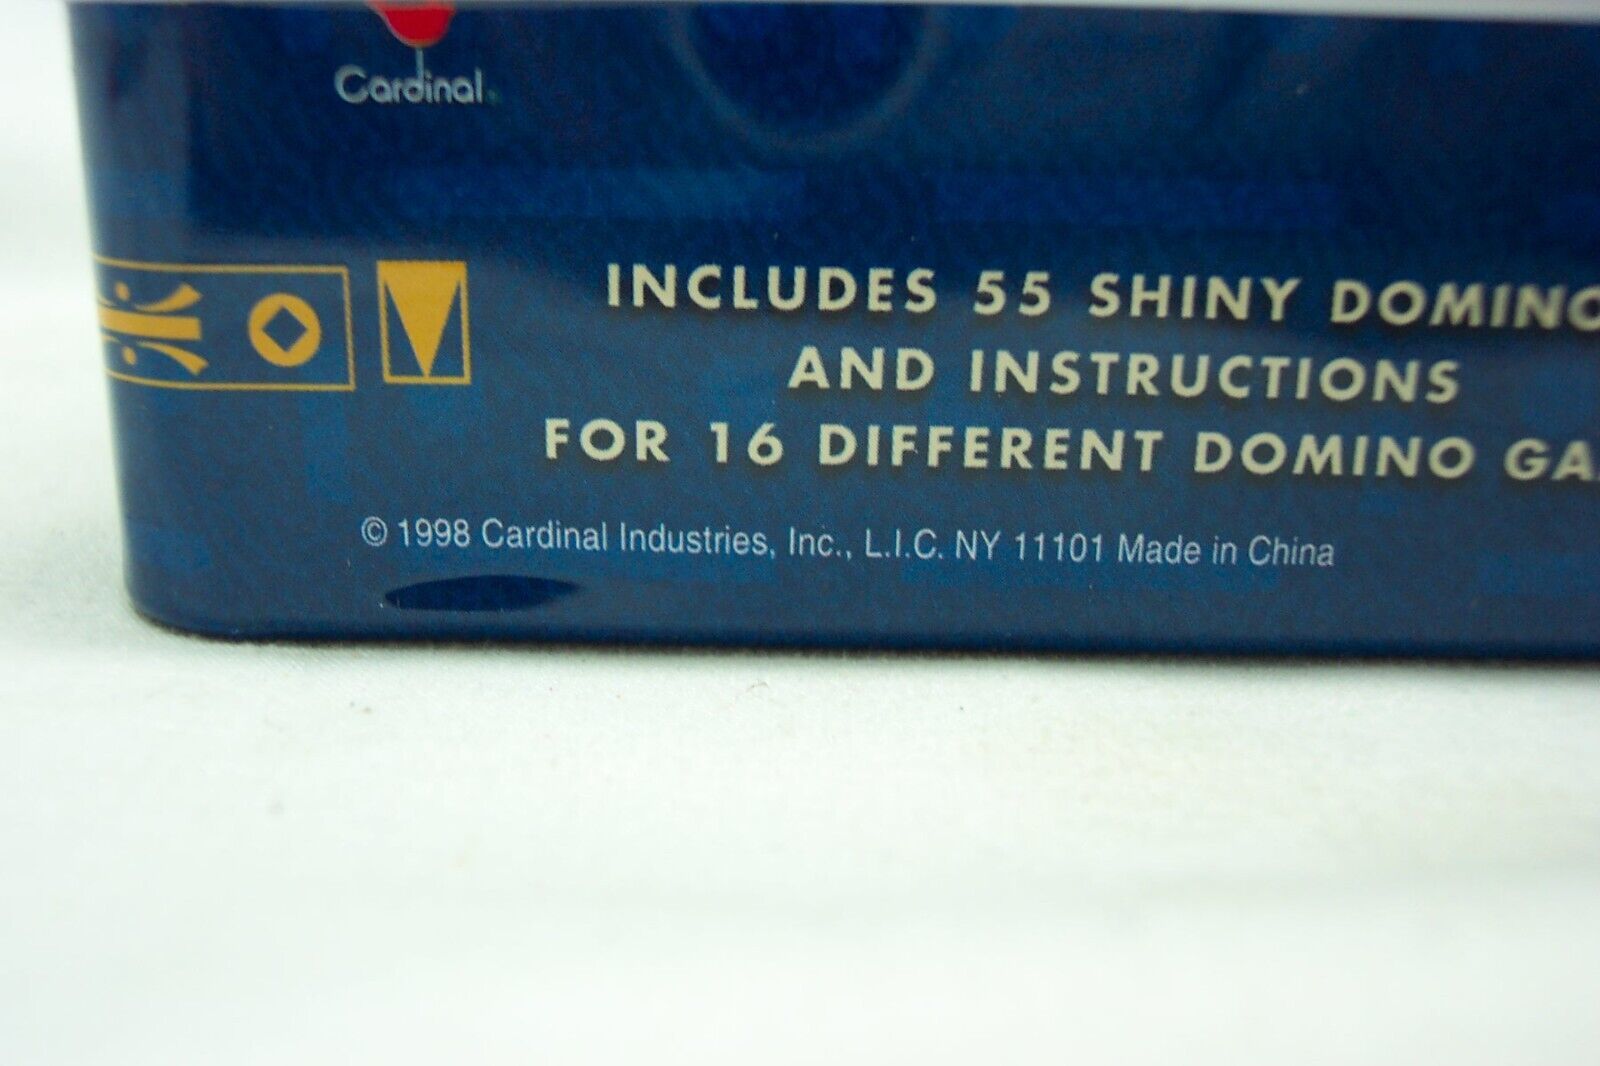 Cardinal
INCLUDES 55 SHINY DOMINO
AND INSTRUCTIONS
FOR 16 DIFFERENT DOMINO GA
© 1998 Cardinal Industries, Inc., L.I.C. NY 11101 Made in China